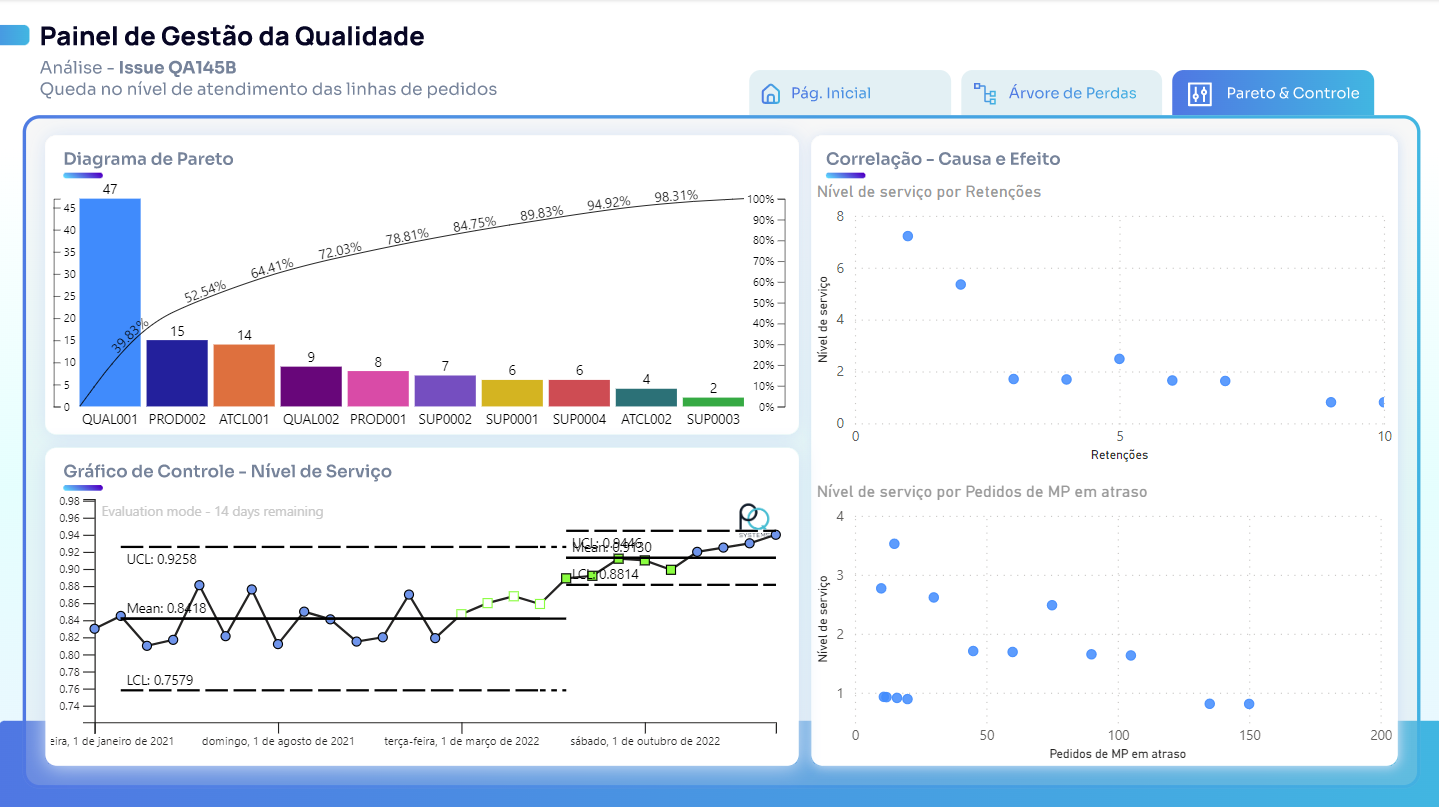 Painel de Gestão da Qualidade
Análise - Issue QA145B
Queda no nível de atendimento das linhas de pedidos
Pág. Inicial
Árvore de Perdas
Pareto & Controle
Diagrama de Pareto
47
15
14
9
8
7
6
6
4
2
39.83%
52.54%
64.41%
72.03%
78.81%
84.75%
89.83%
94.92%
98.31%
45
40
35
30
25
20
15
10
5
0
100%
90%
80%
70%
60%
50%
40%
30%
20%
10%
0%
QUAL001 PROD002 ATCL001 QUAL002 PROD001 SUP0002 SUP0001 SUP0004 ATCL002 SUP0003
Gráfico de Controle - Nível de Serviço
Evaluation mode - 14 days remaining
0.98
0.96
0.94
0.92
0.90
0.88
0.86
0.84
0.82
0.80
0.78
0.76
0.74
UCL: 0.9258
Mean: 0.8418
LCL: 0.7579
UCL: 0.9446
Mean: 0.9130
LCL: 0.8814
SYSTEMS
eira, 1 de janeiro de 2021
domingo, 1 de agosto de 2021
terça-feira, 1 de março de 2022
sábado, 1 de outubro de 2022
Correlação - Causa e Efeito
Nível de serviço por Retenções
Nível de serviço
8
6
4
2
0
0 5 10
Retenções
Nível de serviço por Pedidos de MP em atraso
Nível de serviço
4
3
2
1
0 50 100 150 200
Pedidos de MP em atraso